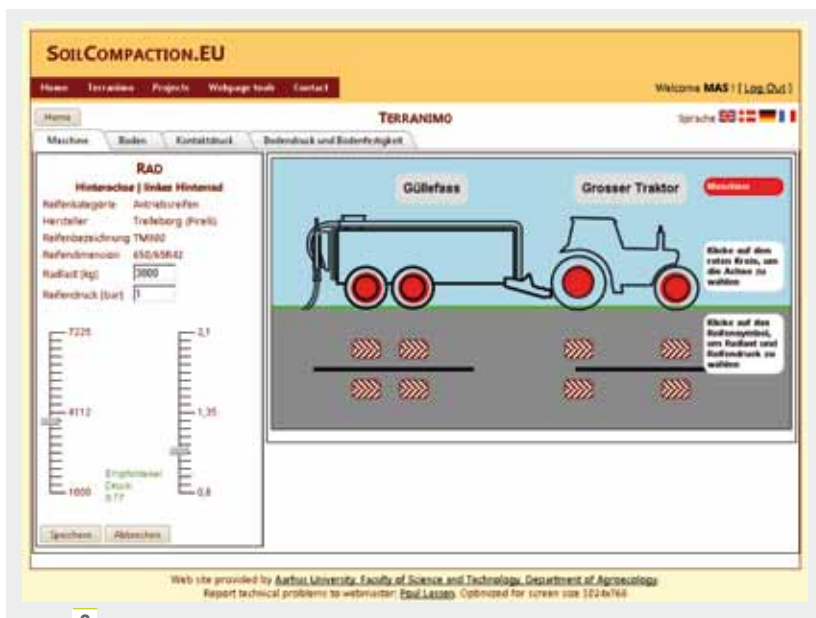 SOILCOMPACTION.EU
Home Terranimo Projects Webpage tools Contact
Welcome MAS ! [ Log Out ]
Home
TERRANIMO
Sprache
Maschine Boden Kontaktdruck Bodendruck und Bodenfestigkeit
RAD
Hinterachse | linkes Hinterrad
Reifenkategorie Antriebsreifen
Hersteller Trelleborg (Pirelli)
Reifenbezeichnung TM800
Reifendimension 650/65R42
Radlast (kg)
Reifendruck (bar) 1
7225
4112
1000
2,1
1,35
0,6
Empfohlener
Druck:
0.77
Speichern Abbrechen
Güllefass
Grosser Traktor
Maschinen
Klicke auf den
roten Kreis, um
die Achse zu
wählen
Klicke auf das
Reifensymbol,
um Radlast und
Reifendruck zu
wählen
Web site provided by Aarhus University, Faculty of Science and Technology, Department of Agroecology.
Report technical problems to webmaster: Poul Lassen. Optimized for screen size 1024x768